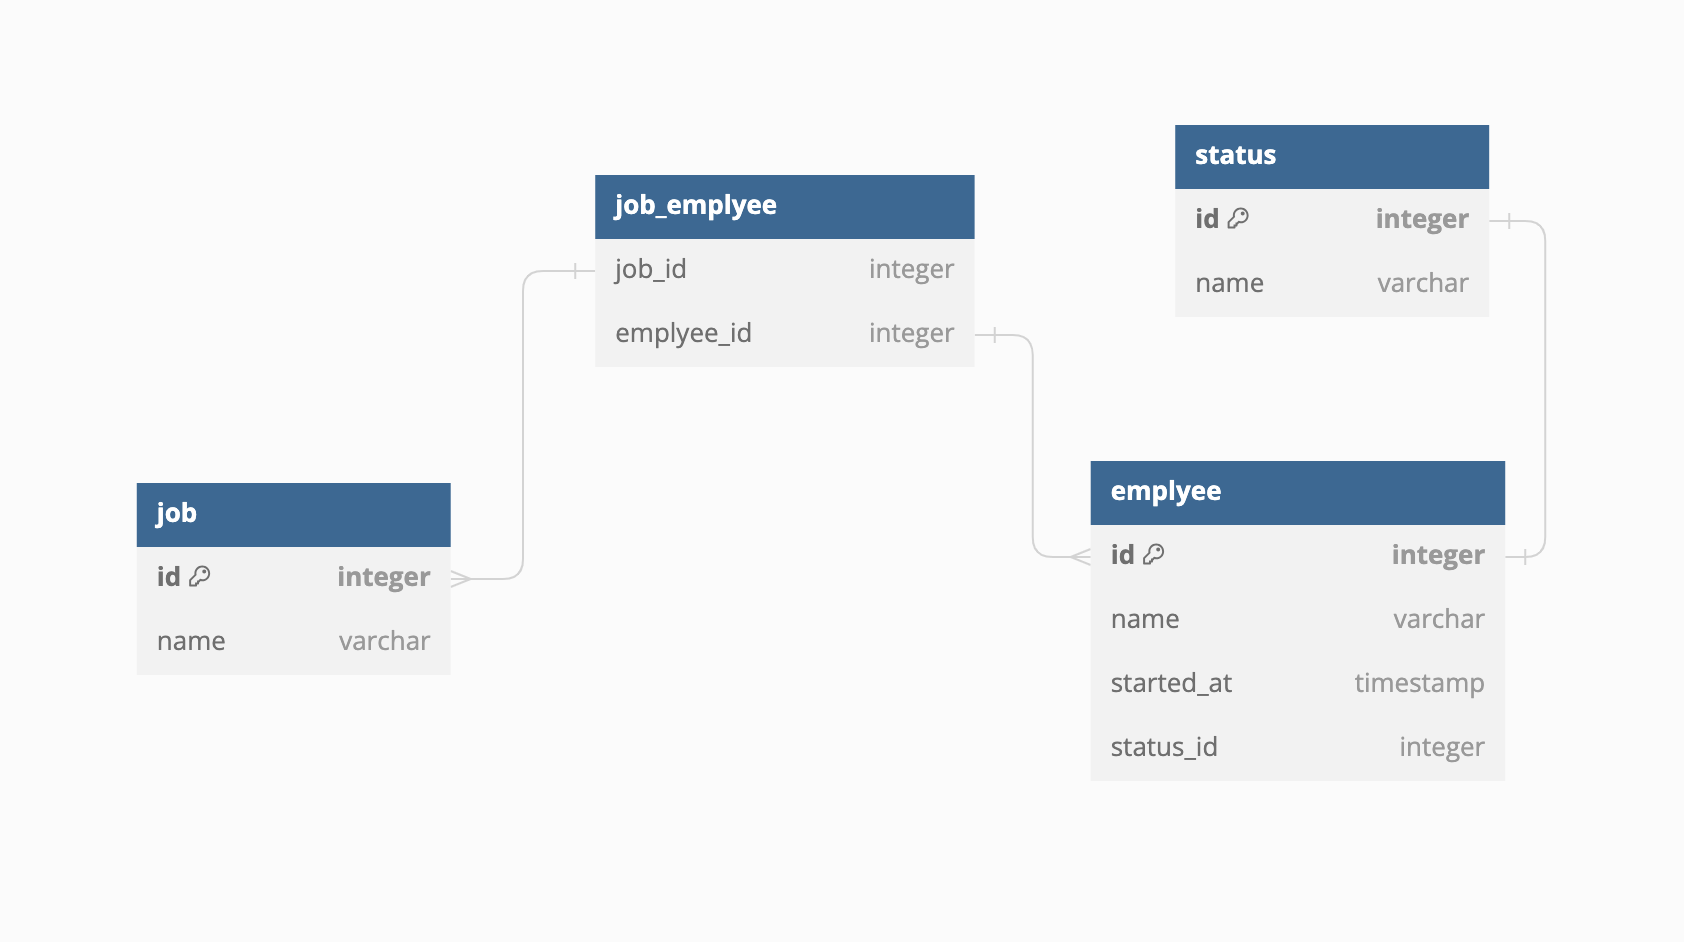 job_emplyee
job_id integer
emplyee_id integer
status
id integer
name varchar
job
id integer
name varchar
emplyee
id integer
name varchar
started_at timestamp
status_id integer